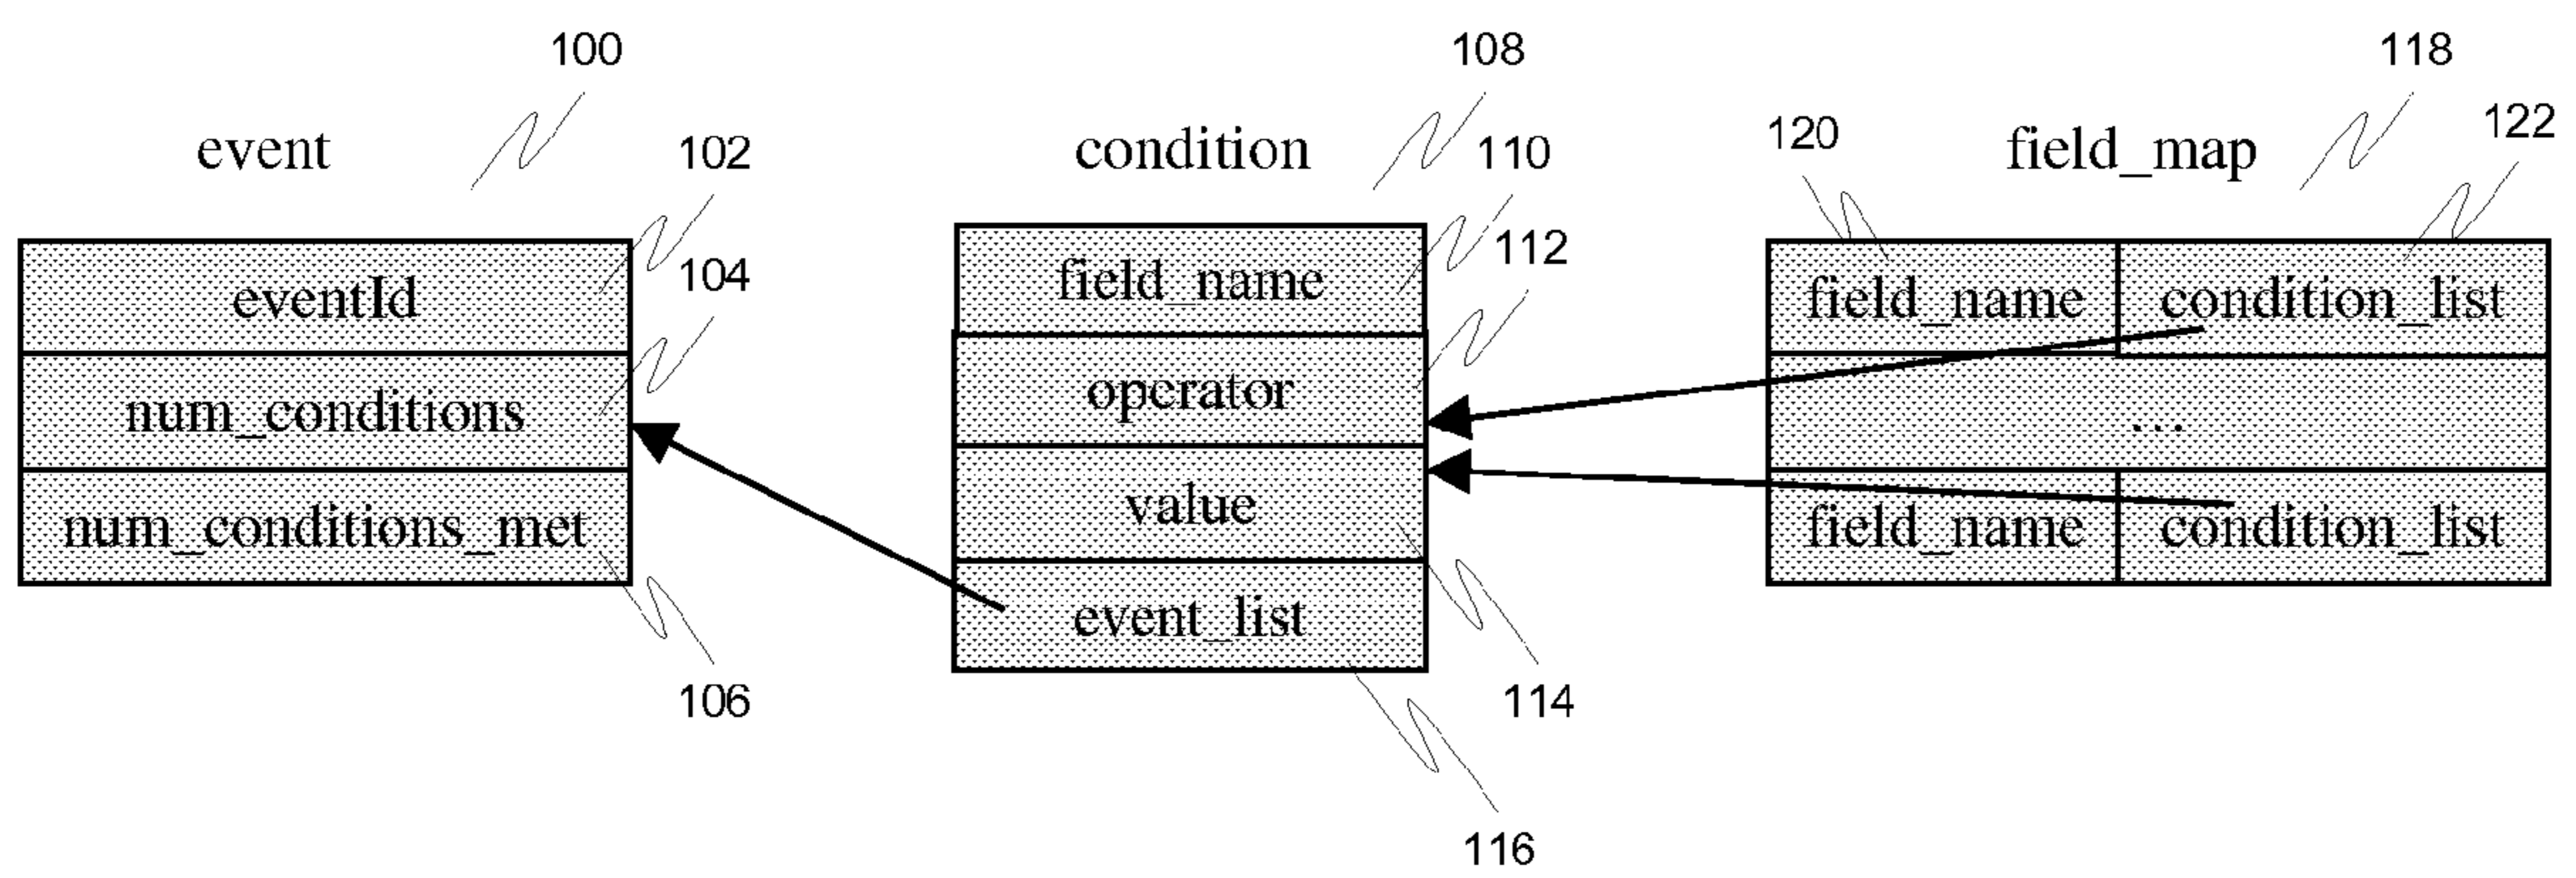 100
108
118
event
102
condition
110
120
field_map
122
eventId
104
field_name
112
field_name
condition_list
num_conditions
operator
...
num_conditions_met
value
field_name
condition_list
event_list
106
114
116